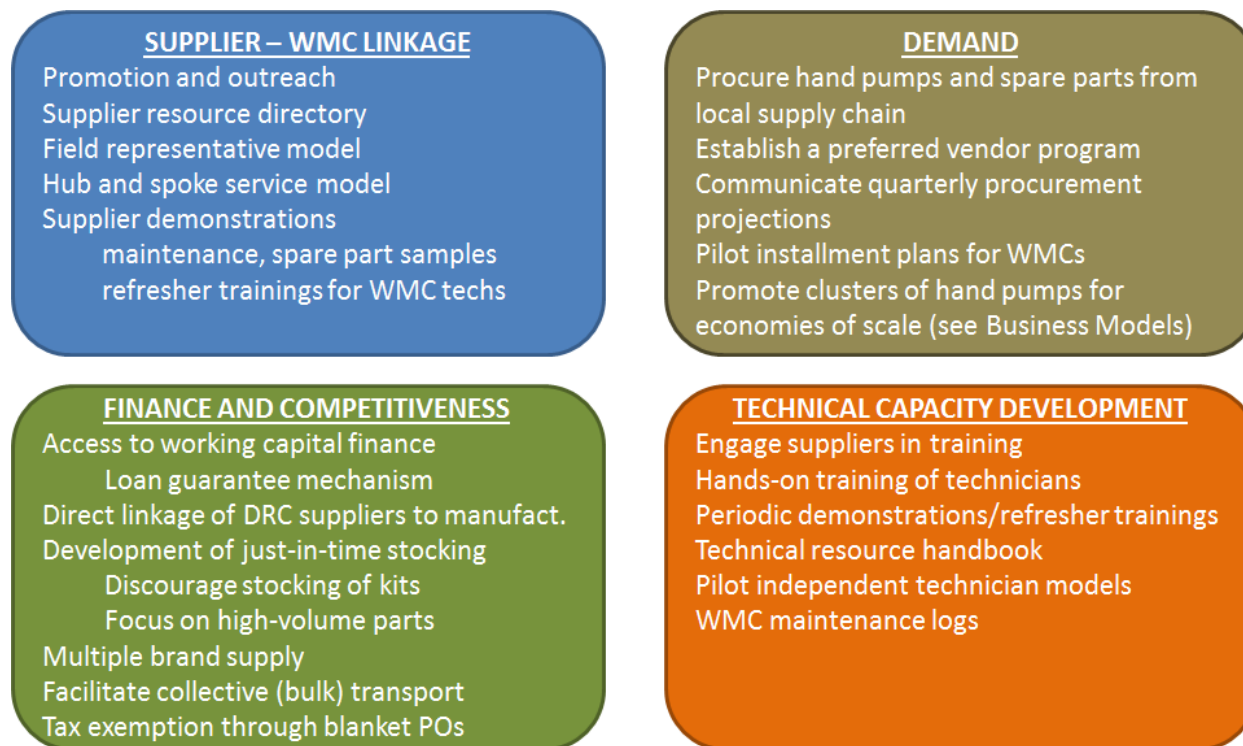 SUPPLIER – WMC LINKAGE
Promotion and outreach
Supplier resource directory
Field representative model
Hub and spoke service model
Supplier demonstrations
maintenance, spare part samples
refresher trainings for WMC techs
DEMAND
Procure hand pumps and spare parts from
local supply chain
Establish a preferred vendor program
Communicate quarterly procurement
projections
Pilot installment plans for WMCs
Promote clusters of hand pumps for
economies of scale (see Business Models)
FINANCE AND COMPETITIVENESS
Access to working capital finance
Loan guarantee mechanism
Direct linkage of DRC suppliers to manufact.
Development of just-in-time stocking
Discourage stocking of kits
Focus on high-volume parts
Multiple brand supply
Facilitate collective (bulk) transport
Tax exemption through blanket POs
TECHNICAL CAPACITY DEVELOPMENT
Engage suppliers in training
Hands-on training of technicians
Periodic demonstrations/refresher trainings
Technical resource handbook
Pilot independent technician models
WMC maintenance logs